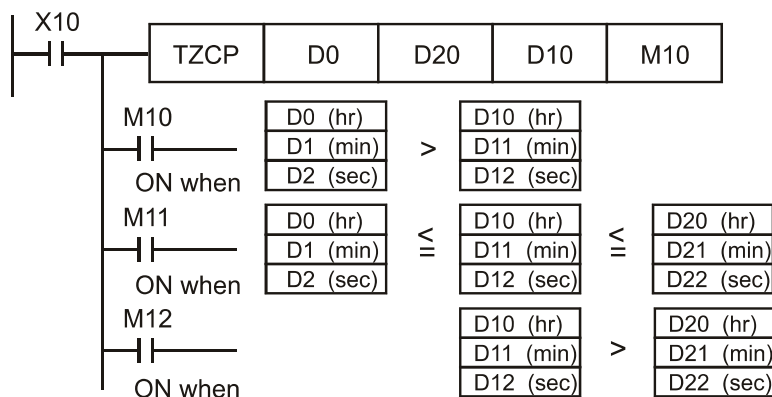 X10
TZCP D0 D20 D10 M10
M10
D0 (hr) D10 (hr)
D1 (min) > D11 (min)
D2 (sec) D12 (sec)
ON when
M11
D0 (hr) D10 (hr) D20 (hr)
D1 (min) ≦ D11 (min) ≦ D21 (min)
D2 (sec) D12 (sec) D22 (sec)
ON when
M12
D10 (hr) D20 (hr)
D11 (min) > D21 (min)
D12 (sec) D22 (sec)
ON when